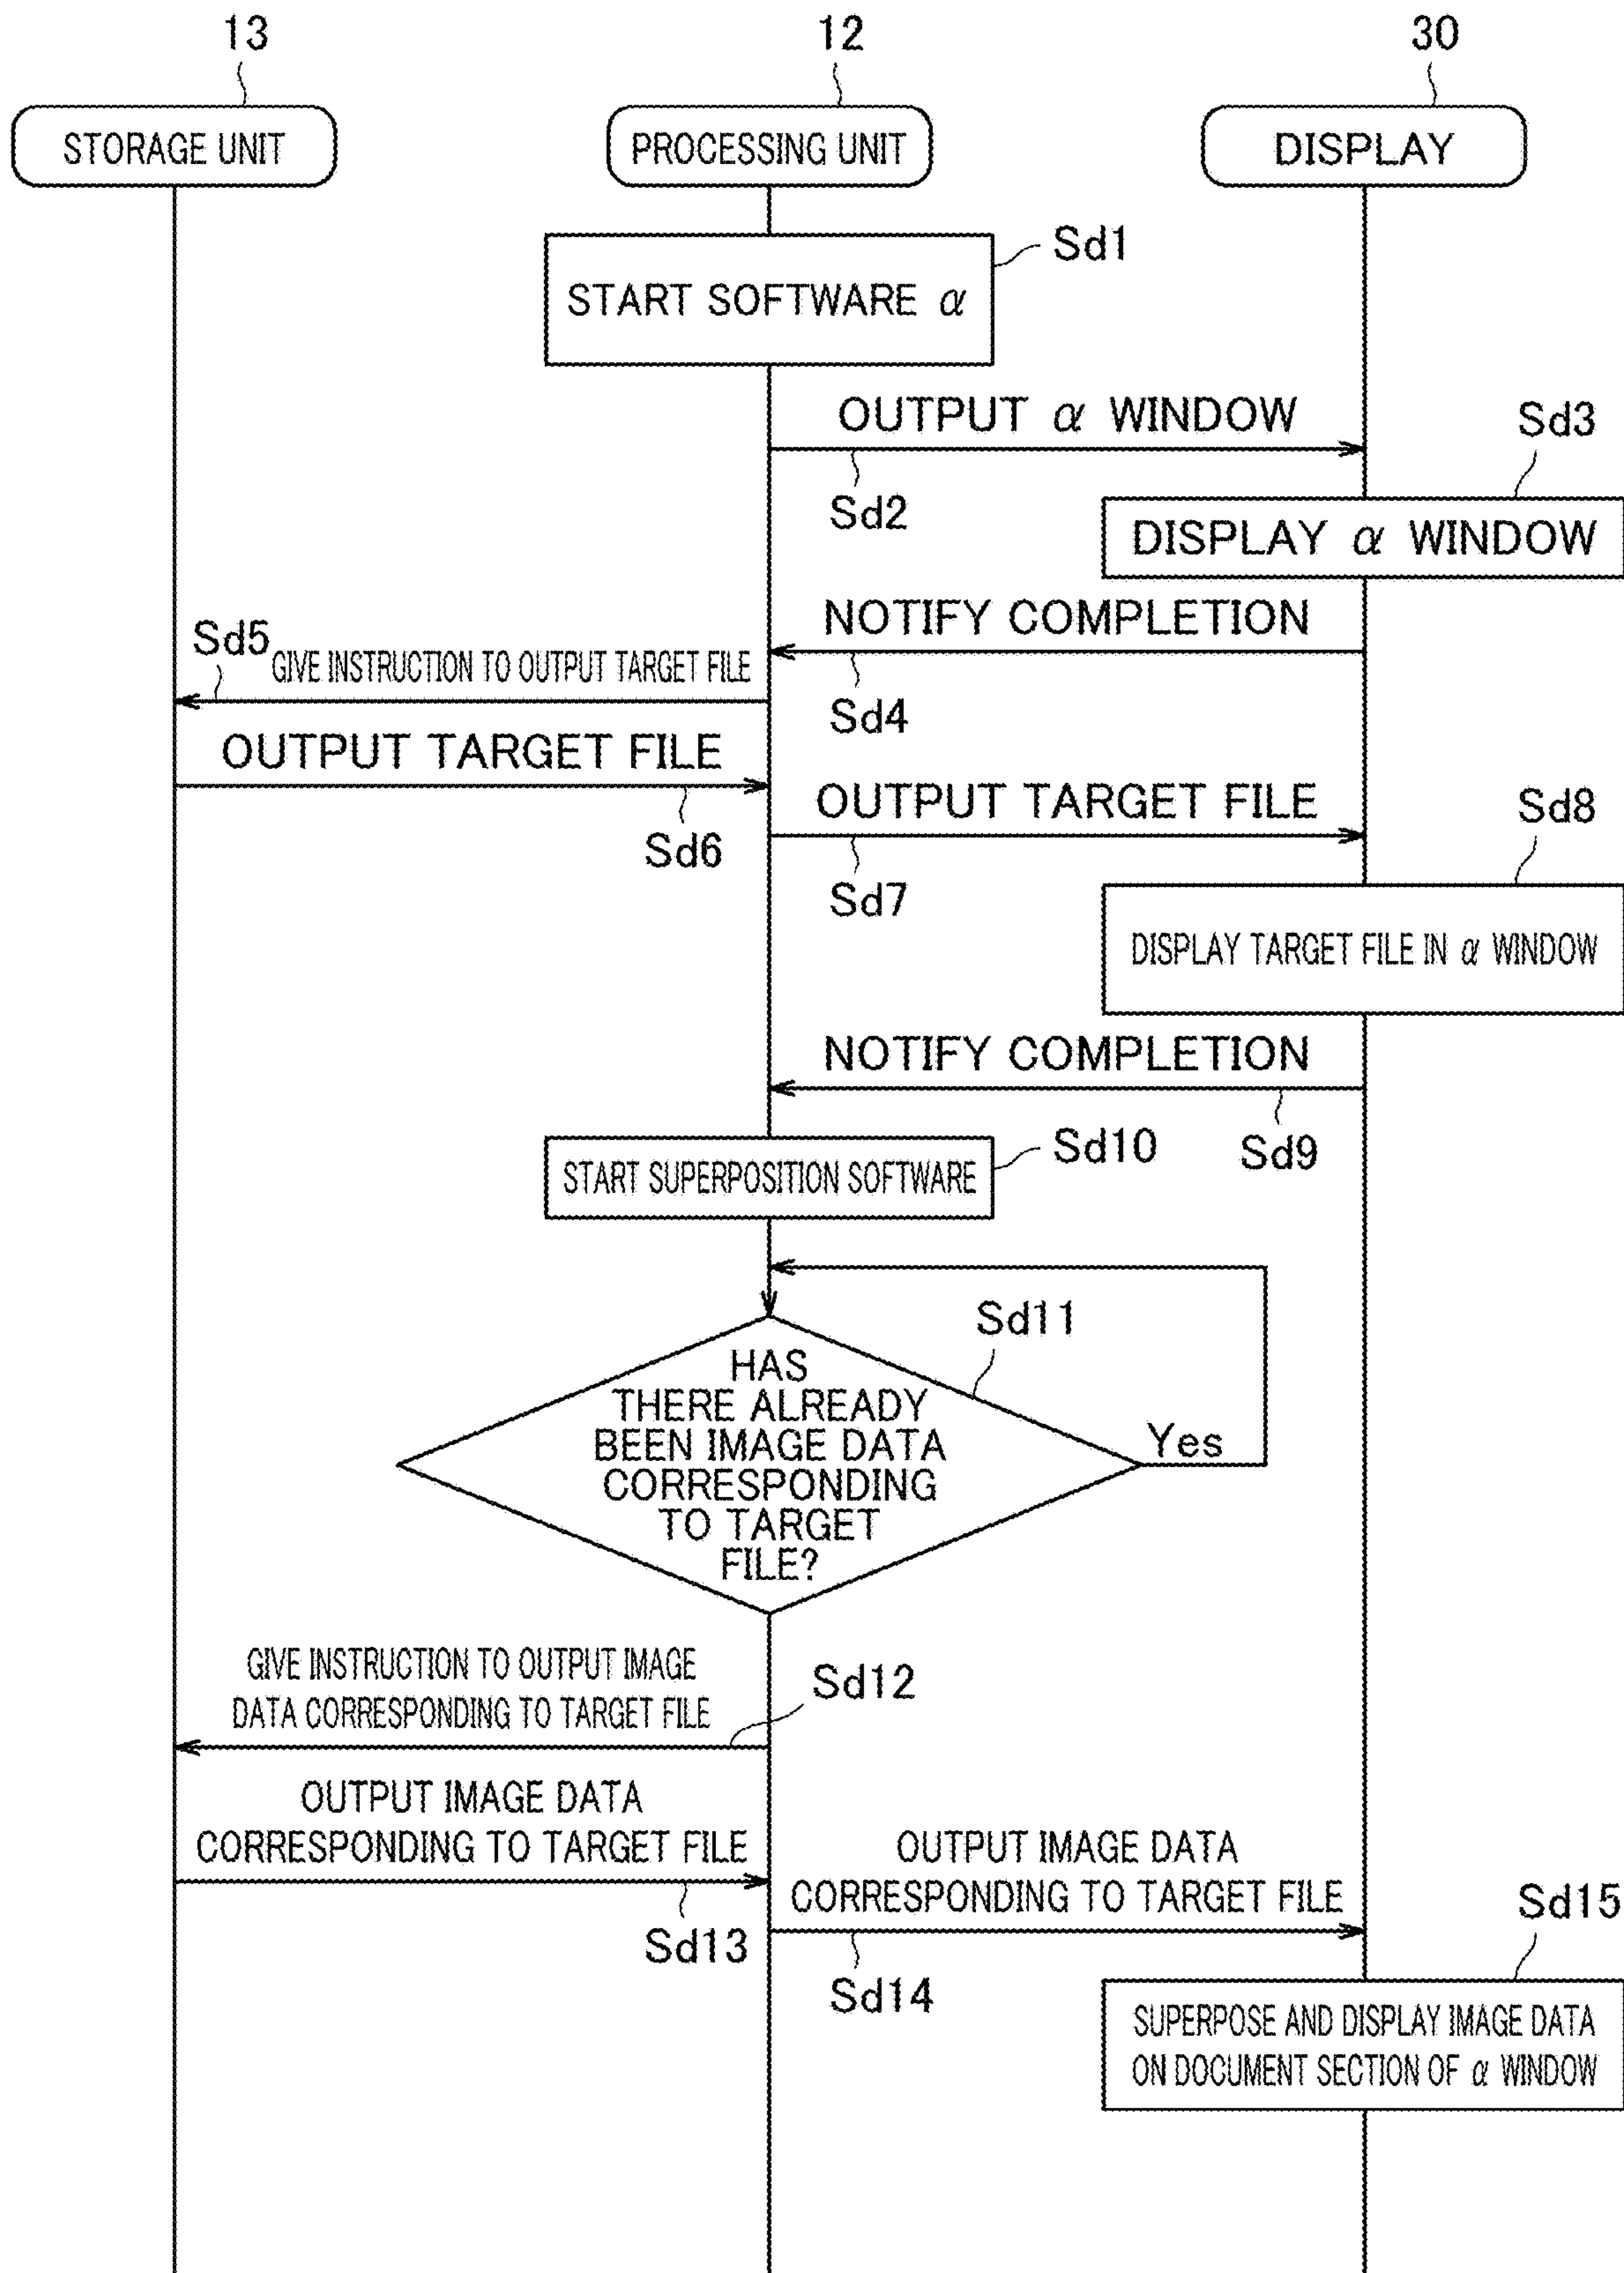 13
12
30
STORAGE UNIT
PROCESSING UNIT
DISPLAY
Sd1
START SOFTWARE α
OUTPUT α WINDOW
Sd3
Sd2
DISPLAY α WINDOW
NOTIFY COMPLETION
Sd5
GIVE INSTRUCTION TO OUTPUT TARGET FILE
Sd4
OUTPUT TARGET FILE
OUTPUT TARGET FILE
Sd8
Sd6
Sd7
DISPLAY TARGET FILE IN α WINDOW
NOTIFY COMPLETION
Sd10
Sd9
START SUPERPOSITION SOFTWARE
Sd11
HAS
THERE ALREADY
BEEN IMAGE DATA
CORRESPONDING
TO TARGET
FILE?
Yes
GIVE INSTRUCTION TO OUTPUT IMAGE
DATA CORRESPONDING TO TARGET FILE
Sd12
OUTPUT IMAGE DATA
CORRESPONDING TO TARGET FILE
OUTPUT IMAGE DATA
CORRESPONDING TO TARGET FILE
Sd15
Sd13
Sd14
SUPERPOSE AND DISPLAY IMAGE DATA
ON DOCUMENT SECTION OF α WINDOW